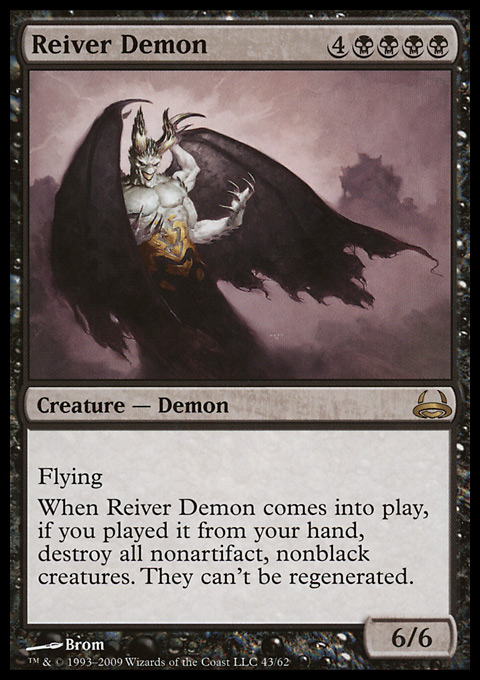 Reiver Demon 4
Creature — Demon
Flying
When Reiver Demon comes into play,
if you played it from your hand,
destroy all nonartifact, nonblack
creatures. They can't be regenerated.
Brom
6/6
™ & © 1993–2009 Wizards of the Coast LLC 43/62